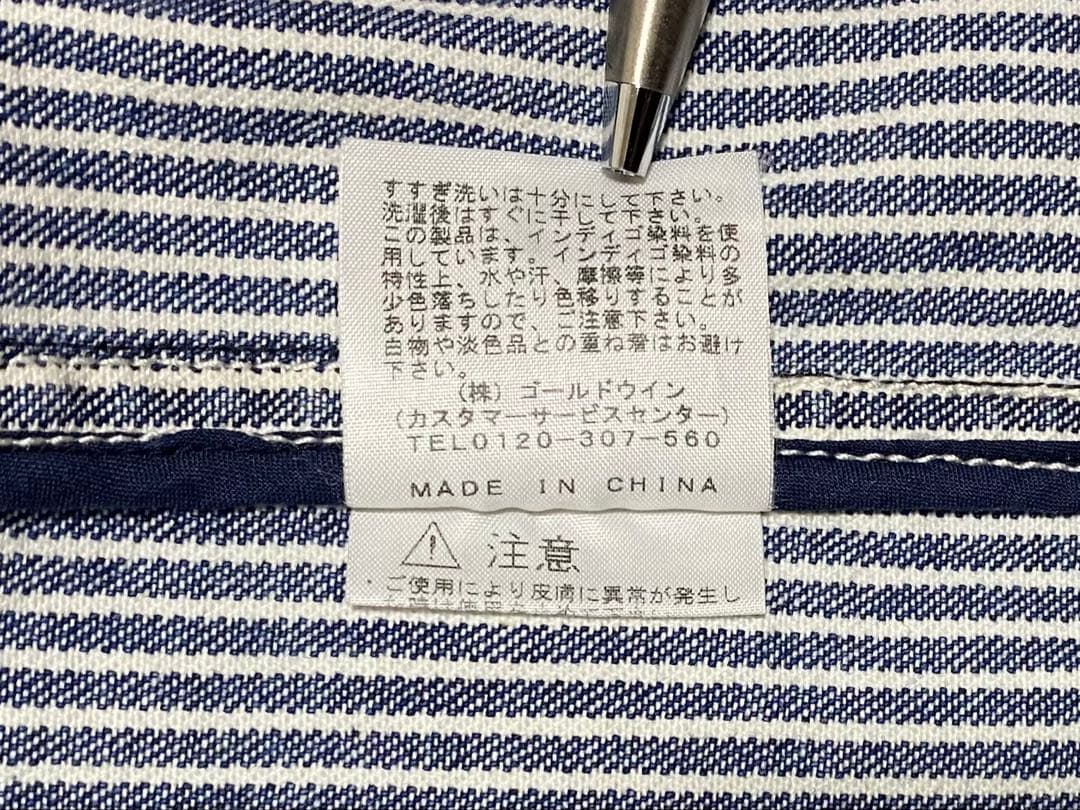 すすぎ洗いは十分にして下さい。
洗濯後はすぐに干して下さい。
この製品は、インディゴ染料を使
用しています。インディゴ染料の
特性上、水や汗、摩擦等により多
少色落ちしたり色移りすることが
ありますので、ご注意下さい。
白物や淡色品との重ね着はお避け
下さい。
(株) ゴールドウイン
(カスタマーサービスセンター)
TEL0120-307-560
MADE IN CHINA
注意
・ご使用により皮膚に異常が発生し